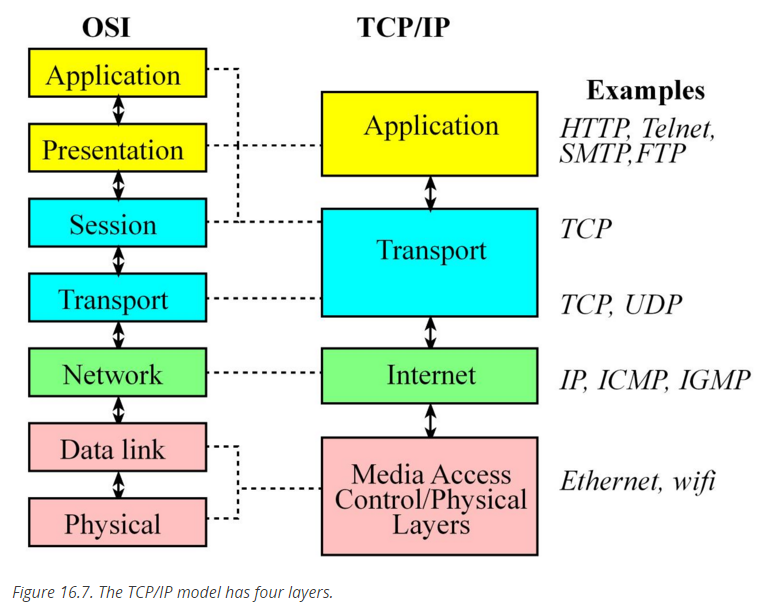 OSI
TCP/IP
Application
Presentation
Session
Transport
Network
Data link
Physical
Application
Transport
Internet
Media Access
Control/Physical
Layers
Examples
HTTP, Telnet,
SMTP,FTP
TCP
TCP, UDP
IP, ICMP, IGMP
Ethernet, wifi
Figure 16.7. The TCP/IP model has four layers.